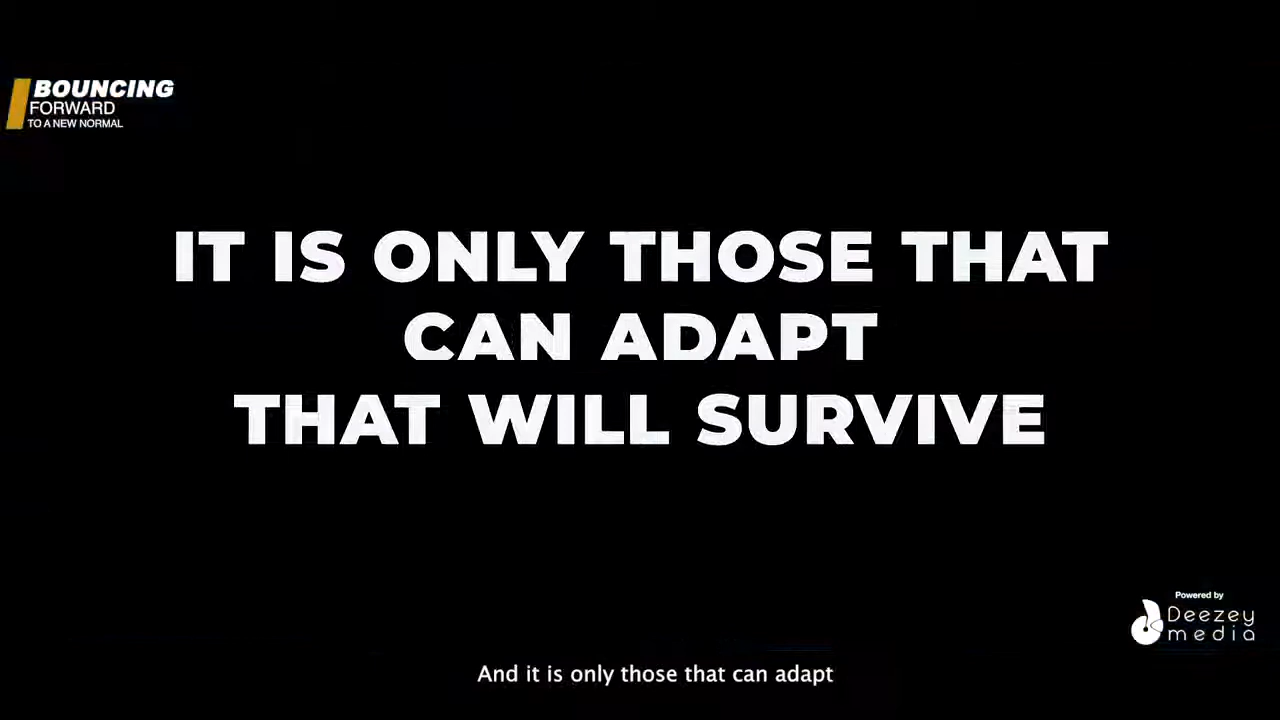 BOUNCING
FORWARD
TO A NEW NORMAL
IT IS ONLY THOSE THAT
CAN ADAPT
THAT WILL SURVIVE
Powered by
Deezey
media
And it is only those that can adapt